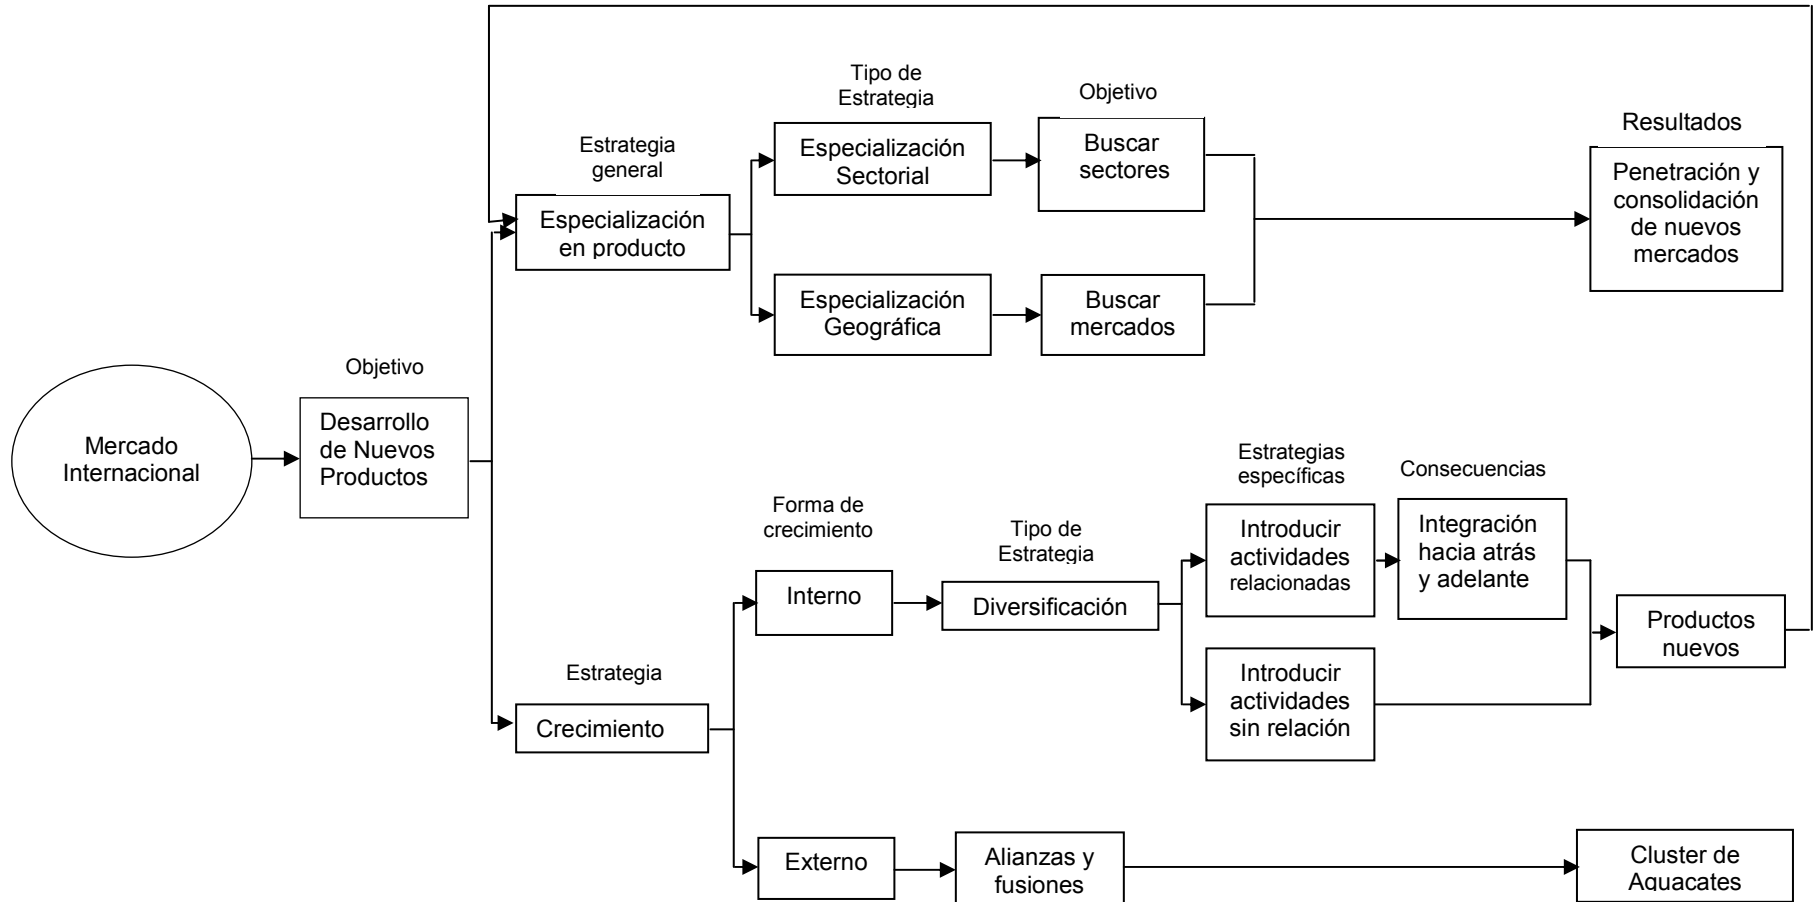 Tipo de
Estrategia
Objetivo
Resultados
Estrategia
general
Especialización
Sectorial
Buscar
sectores
Penetración y
consolidación
de nuevos
mercados
Especialización
en producto
Especialización
Geográfica
Buscar
mercados
Objetivo
Mercado
Internacional
Desarrollo
de Nuevos
Productos
Estrategias
específicas
Consecuencias
Forma de
crecimiento
Tipo de
Estrategia
Introducir
actividades
relacionadas
Integración
hacia atrás
y adelante
Interno
Diversificación
Productos
nuevos
Estrategia
Introducir
actividades
sin relación
Crecimiento
Externo
Alianzas y
fusiones
Cluster de
Aguacates